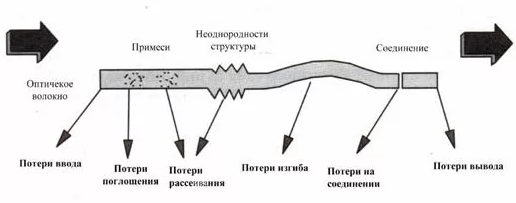 Неоднородности
структуры
Примеси
Соединение
Оптичекое
волокно
Потери ввода
Потери
поглощения
Потери
рассеивания
Потери изгиба
Потери на
соединении
Потери вывода